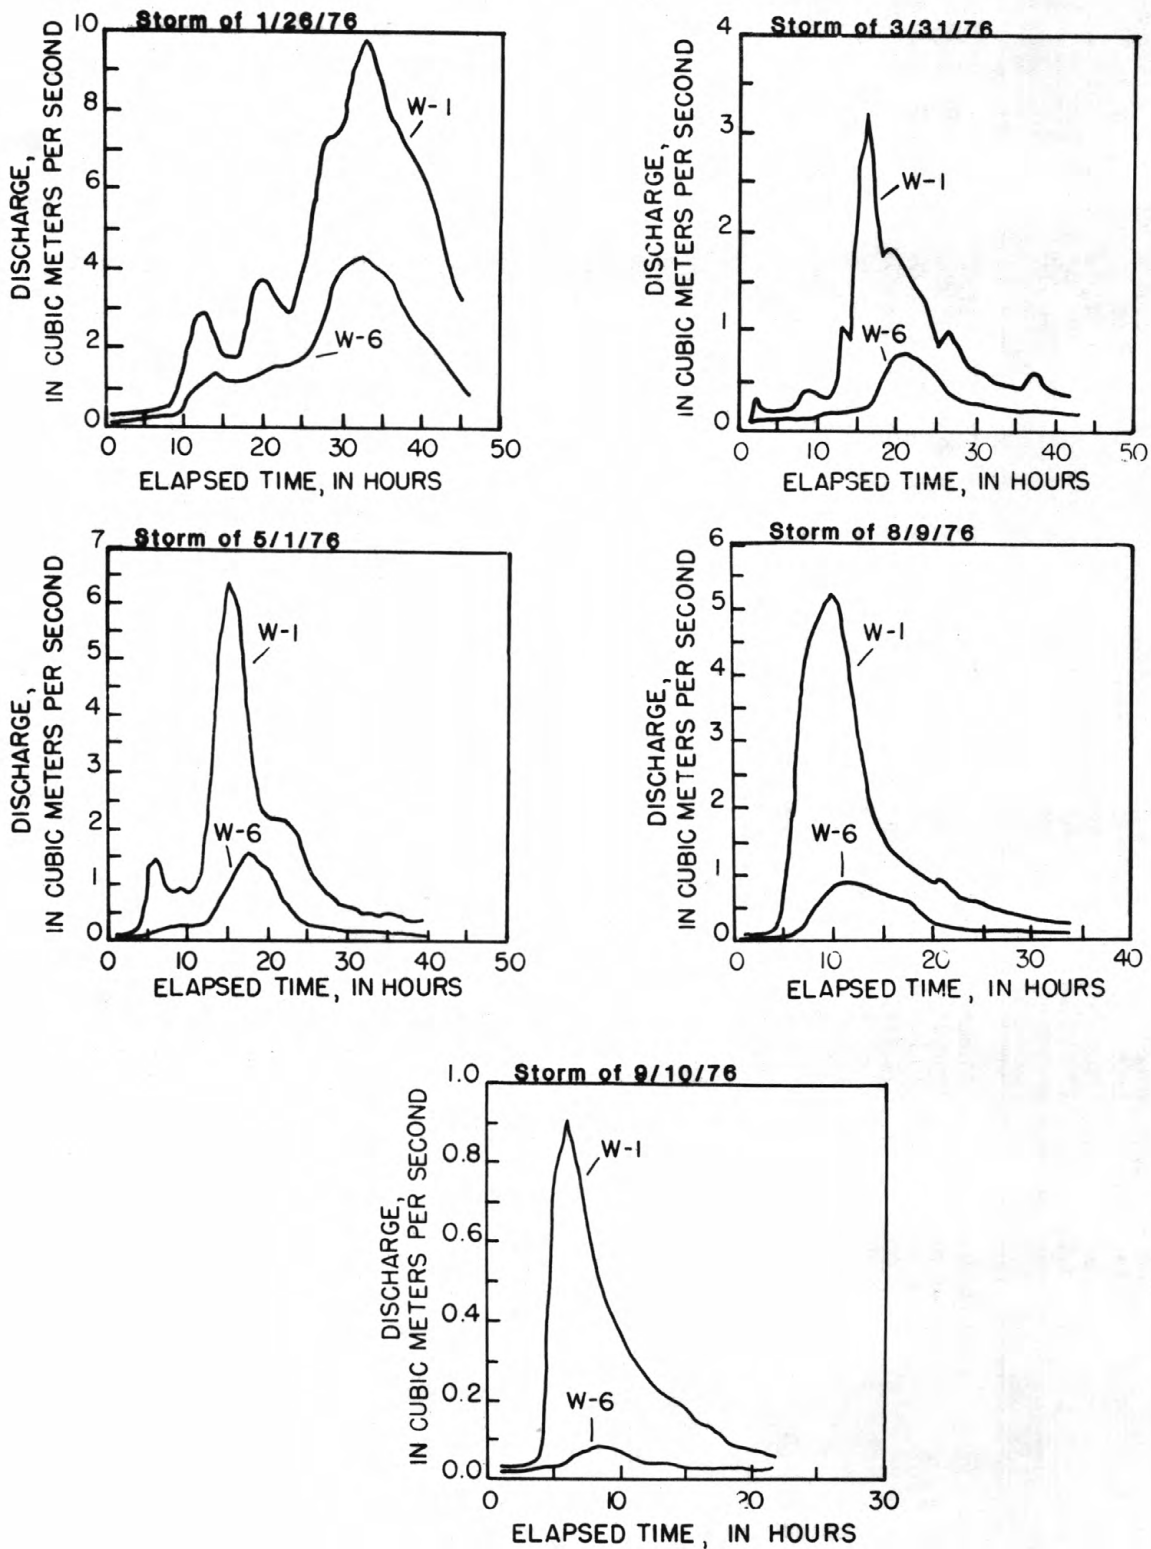 Storm of 1/26/76
10
8
6
4
2
0
DISCHARGE,
IN CUBIC METERS PER SECOND
W-1
W-6
0 10 20 30 40 50
ELAPSED TIME, IN HOURS
Storm of 3/31/76
4
3
2
1
0
DISCHARGE,
IN CUBIC METERS PER SECOND
W-1
W-6
0 10 20 30 40 50
ELAPSED TIME, IN HOURS
Storm of 5/1/76
7
6
5
4
3
2
1
0
DISCHARGE,
IN CUBIC METERS PER SECOND
W-1
W-6
0 10 20 30 40 50
ELAPSED TIME, IN HOURS
Storm of 8/9/76
6
5
4
3
2
1
0
DISCHARGE,
IN CUBIC METERS PER SECOND
W-1
W-6
0 10 20 30 40
ELAPSED TIME, IN HOURS
Storm of 9/10/76
1.0
0.8
0.6
0.4
0.2
0.0
DISCHARGE,
IN CUBIC METERS PER SECOND
W-1
W-6
0 10 20 30
ELAPSED TIME, IN HOURS